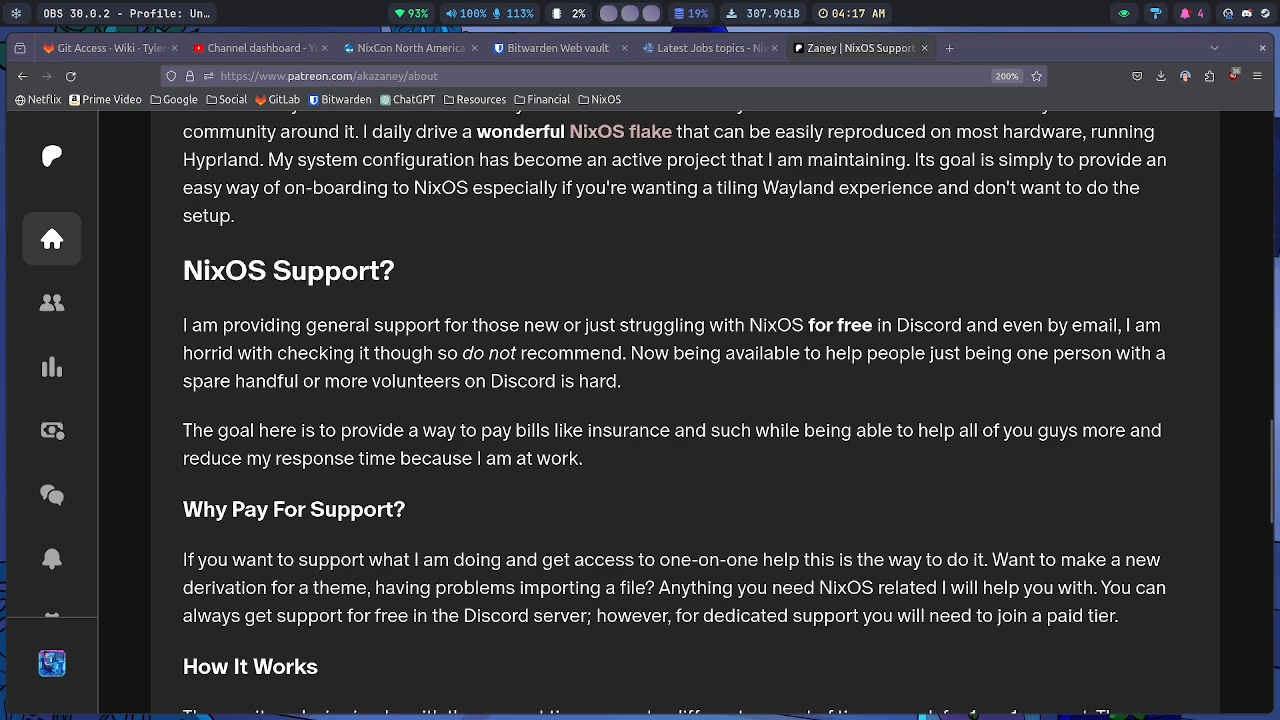 OBS 30.0.2 - Profile: Un...
93%
100%
113%
2%
19%
307.9GiB
04:17 AM
4
Git Access · Wiki · Tyler
Channel dashboard - Yo
NixCon North America
Bitwarden Web vault
Latest Jobs topics - Nix
Zaney | NixOS Support
https://www.patreon.com/akazaney/about
200%
Netflix
Prime Video
Google
Social
GitLab
Bitwarden
ChatGPT
Resources
Financial
NixOS
community around it. I daily drive a wonderful NixOS flake that can be easily reproduced on most hardware, running
Hyprland. My system configuration has become an active project that I am maintaining. Its goal is simply to provide an
easy way of on-boarding to NixOS especially if you're wanting a tiling Wayland experience and don't want to do the
setup.
NixOS Support?
I am providing general support for those new or just struggling with NixOS for free in Discord and even by email, I am
horrid with checking it though so do not recommend. Now being available to help people just being one person with a
spare handful or more volunteers on Discord is hard.
The goal here is to provide a way to pay bills like insurance and such while being able to help all of you guys more and
reduce my response time because I am at work.
Why Pay For Support?
If you want to support what I am doing and get access to one-on-one help this is the way to do it. Want to make a new
derivation for a theme, having problems importing a file? Anything you need NixOS related I will help you with. You can
always get support for free in the Discord server; however, for dedicated support you will need to join a paid tier.
How It Works